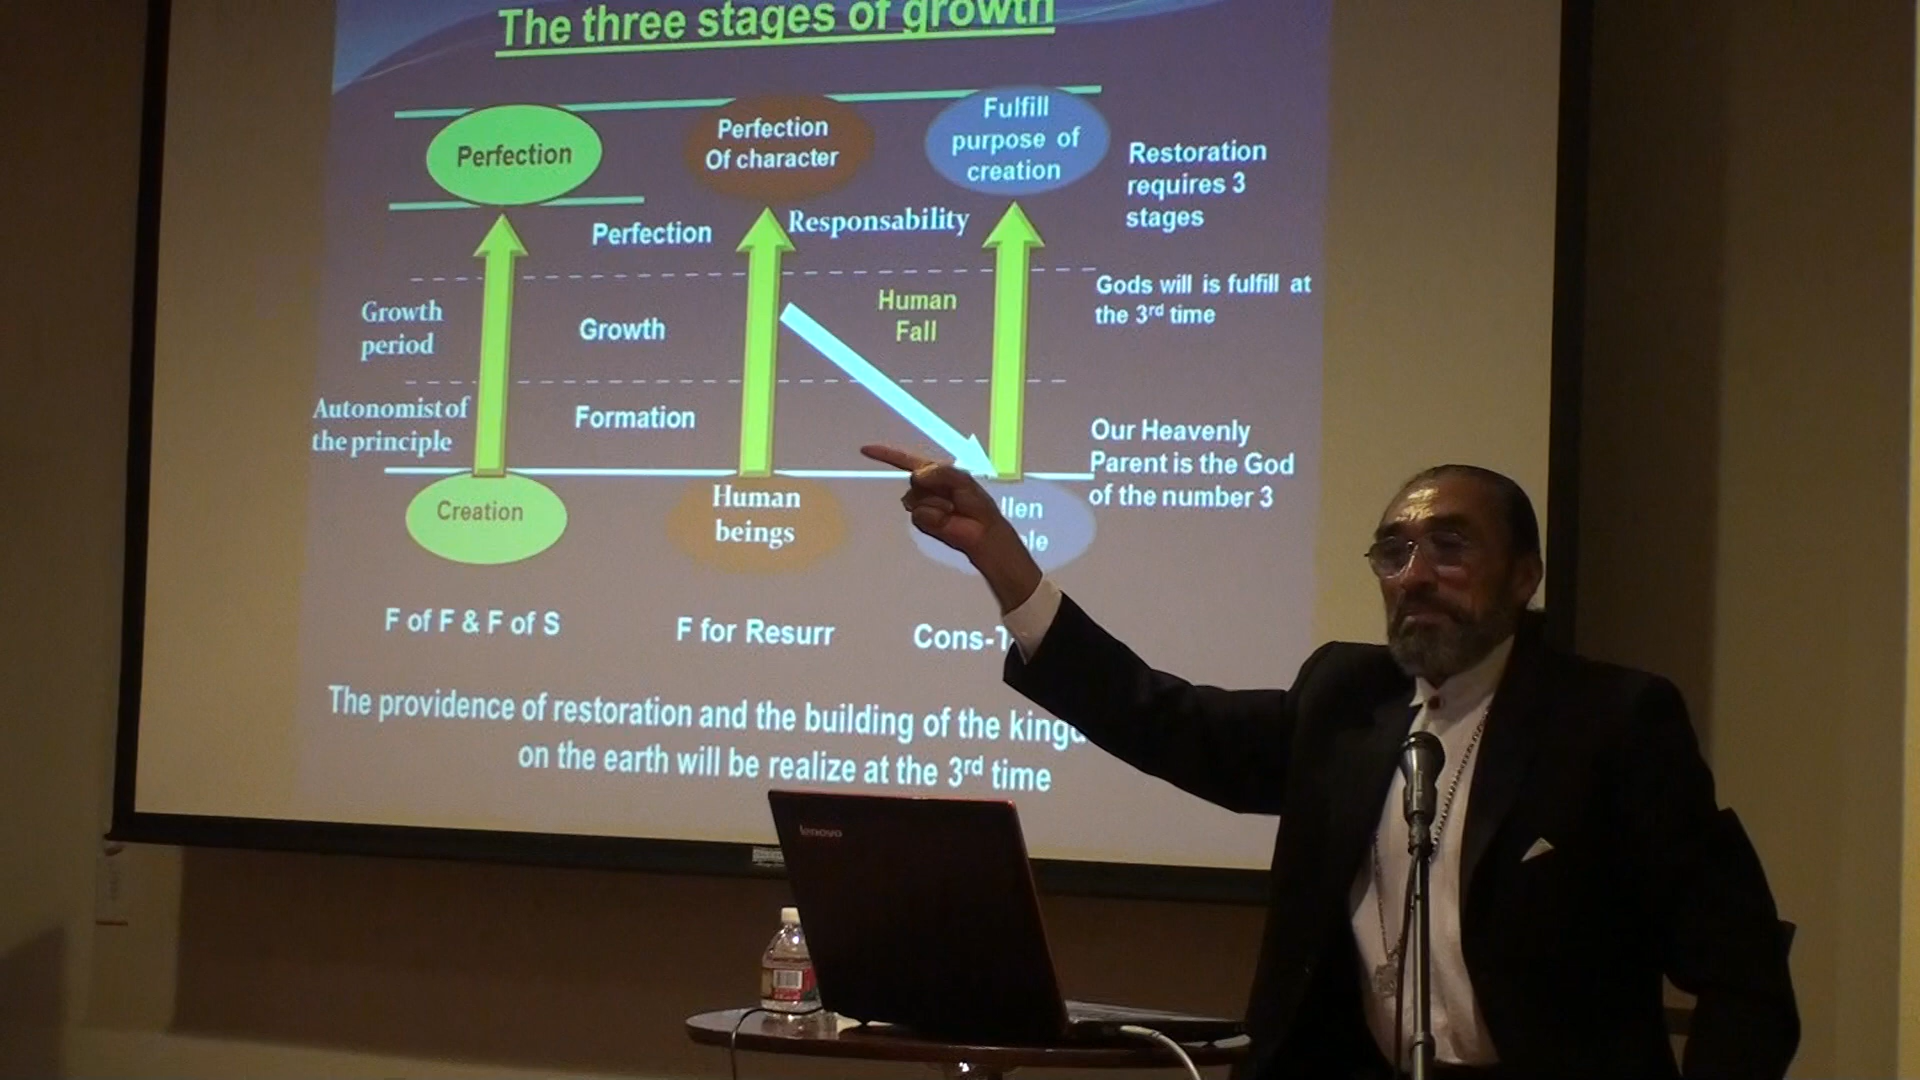 The three stages of growth
Perfection
Perfection
Of character
Fulfill
purpose of
creation
Restoration
requires 3
stages
Perfection
Responsability
Growth
period
Growth
Human
Fall
Gods will is fulfill at
the 3rd time
Autonomist of
the principle
Formation
Our Heavenly
Parent is the God
of the number 3
Creation
Human
beings
F of F & F of S
F for Resurr
The providence of restoration and the building of the
on the earth will be realize at the 3rd time
lenovo